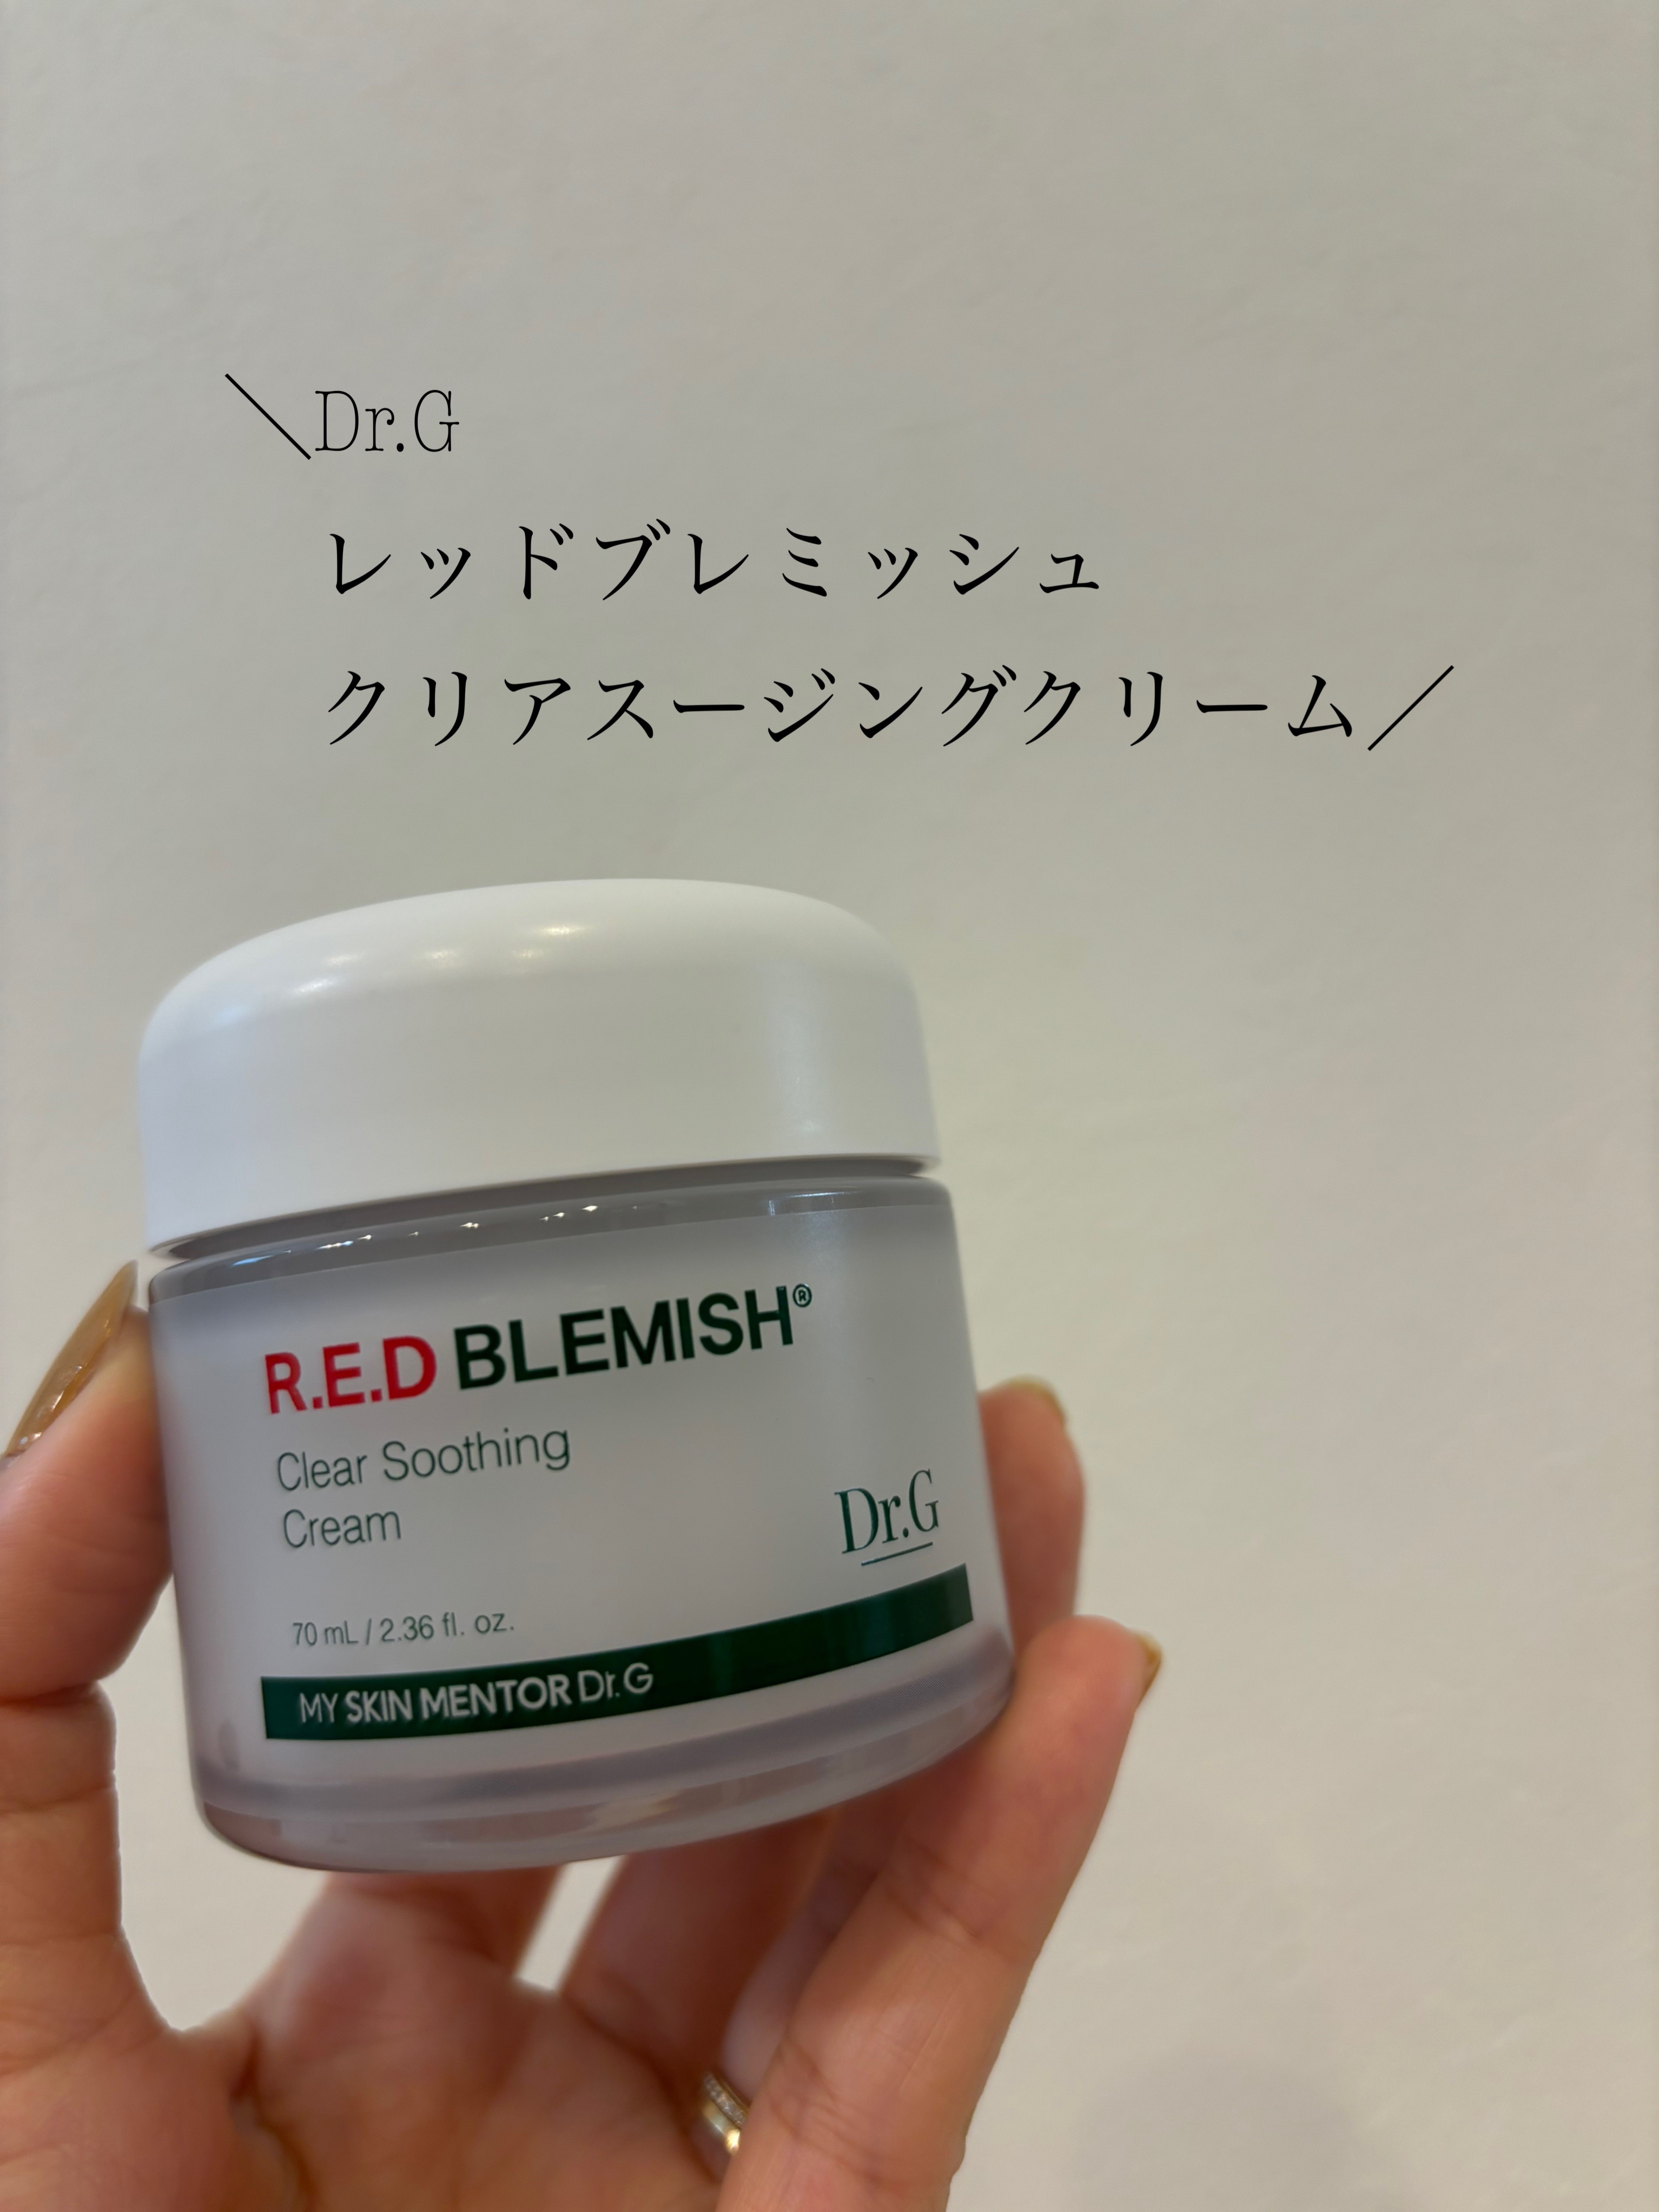 ＼Dr.G
レッドブレミッシュ
クリアスージングクリーム／
R.E.D BLEMISH®
Clear Soothing
Cream
Dr.G
70 mL / 2.36 fl. oz.
MY SKIN MENTOR Dr.G